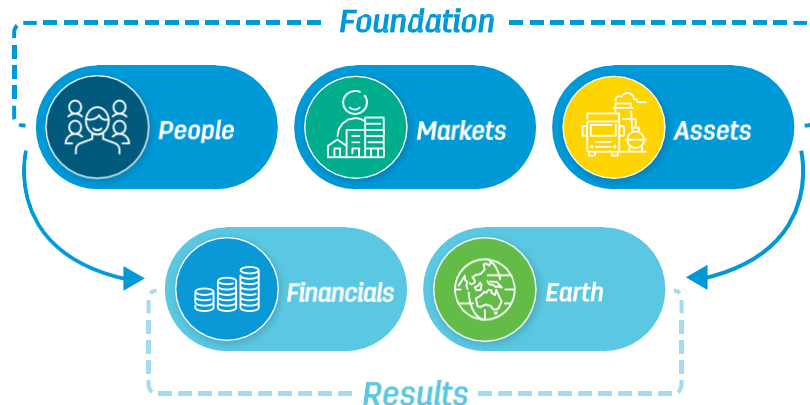 Foundation
People
Markets
Assets
Financials
Earth
Results